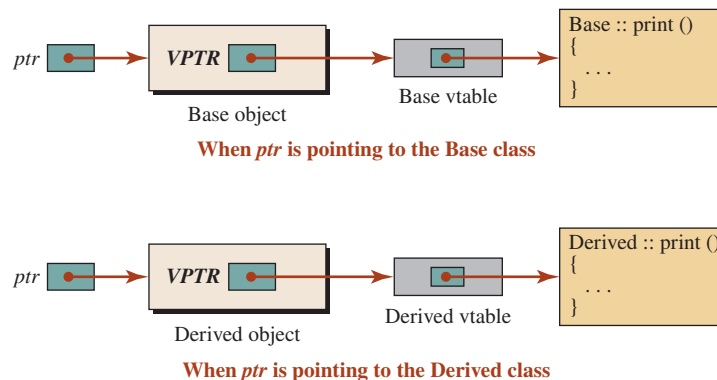 ptr
VPTR
Base object
Base vtable
Base :: print ()
{
. . .
}
When ptr is pointing to the Base class
ptr
VPTR
Derived object
Derived vtable
Derived :: print ()
{
. . .
}
When ptr is pointing to the Derived class